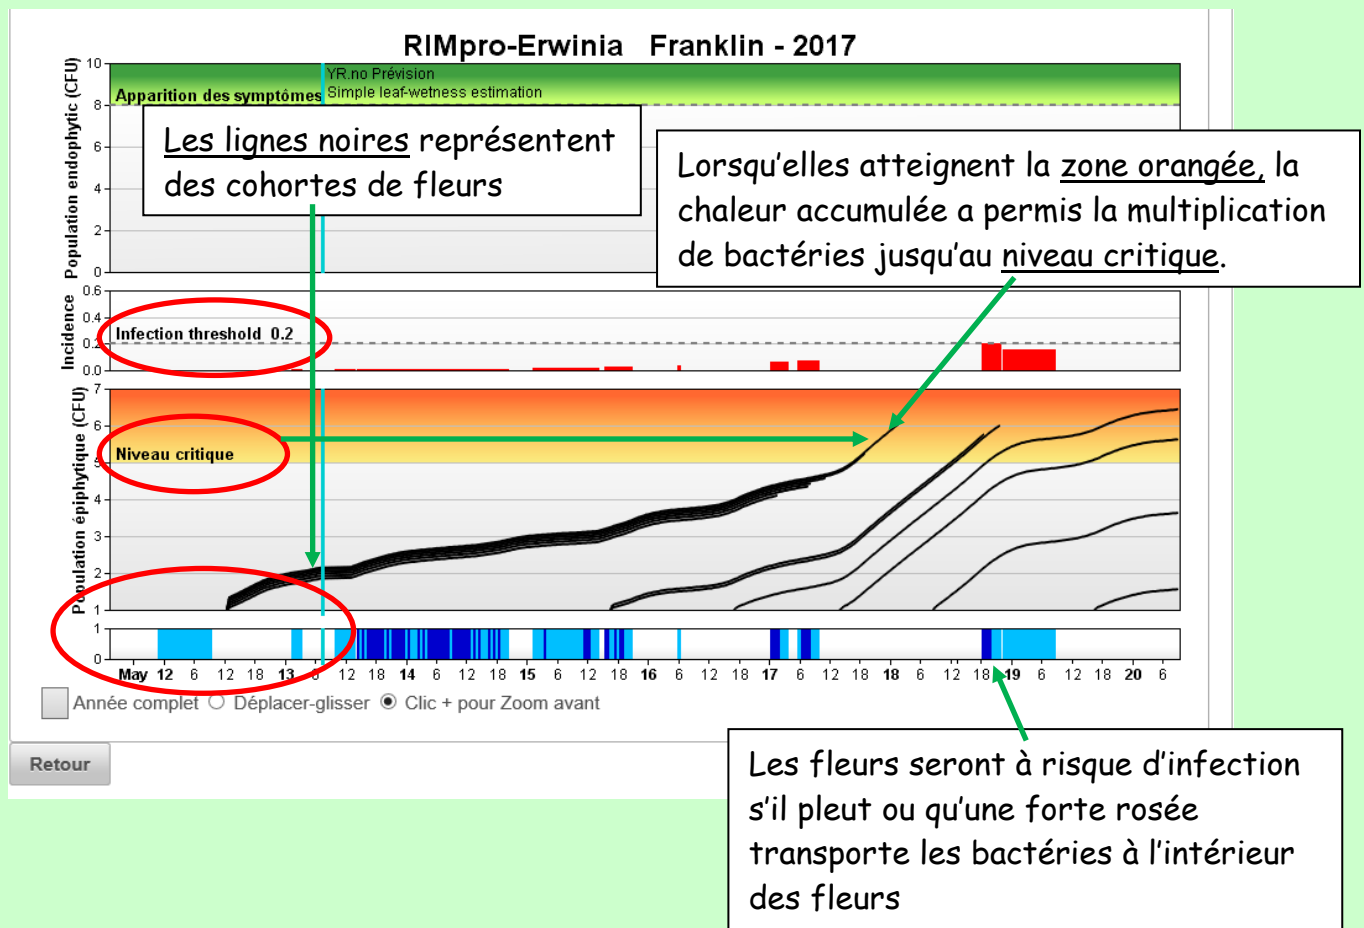 RIMpro-Erwinia Franklin - 2017
Population endophytic (CFU)
10
8
6
4
2
0
YR.no Prévision
Apparition des symptômes
Simple leaf-wetness estimation
Les lignes noires représentent
des cohortes de fleurs
Lorsqu'elles atteignent la zone orangée, la
chaleur accumulée a permis la multiplication
de bactéries jusqu'au niveau critique.
Incidence
0.6
0.4
0.2
0.0
Infection threshold 0.2
Population épiphytique (CFU)
7
6
5
4
3
2
1
Niveau critique
1
0
May 12 6 12 18 13 6 12 18 14 6 12 18 15 6 12 18 16 6 12 18 17 6 12 18 18 6 12 18 19 6 12 18 20 6
Année complet Déplacer-glisser Clic + pour Zoom avant
Retour
Les fleurs seront à risque d'infection
s'il pleut ou qu'une forte rosée
transporte les bactéries à l'intérieur
des fleurs